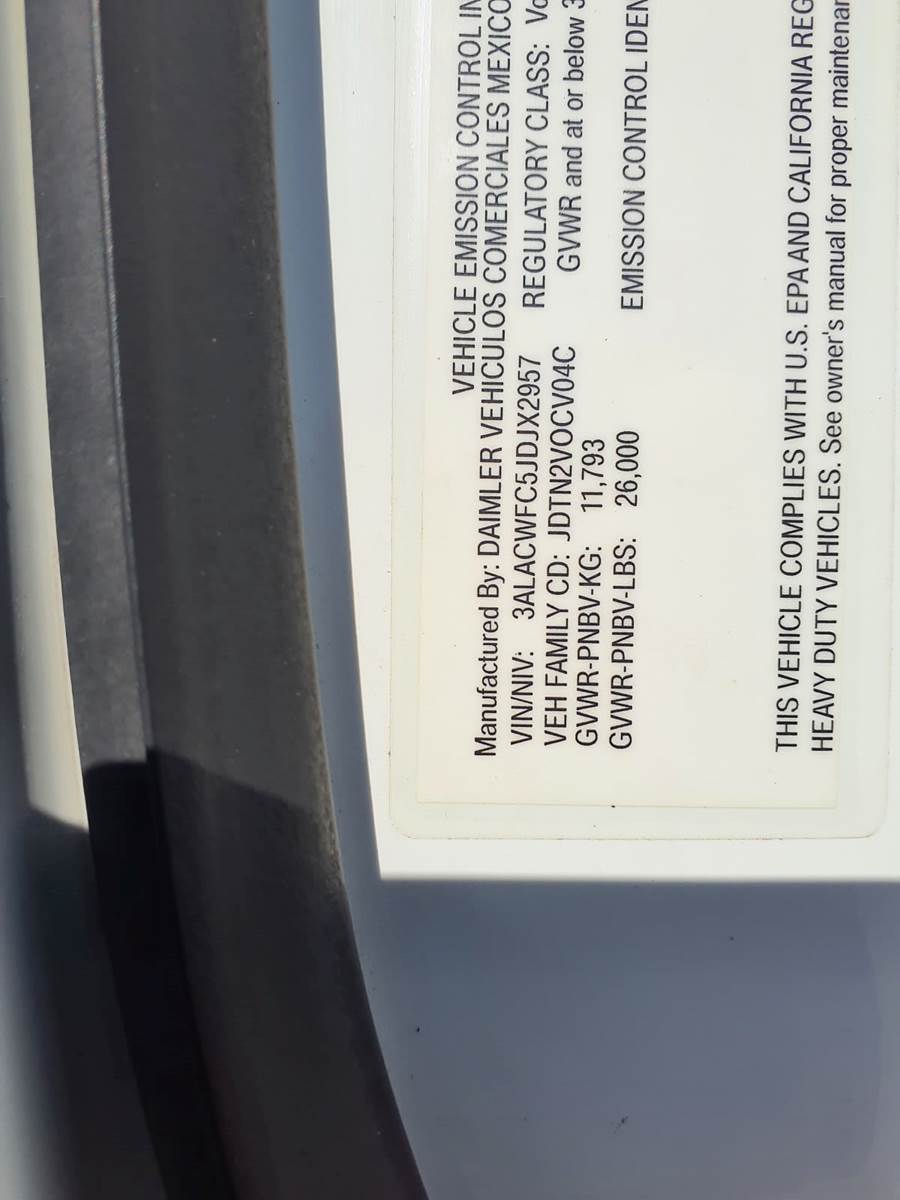 VEHICLE EMISSION CONTROL IN
Manufactured By: DAIMLER VEHICULOS COMERCIALES MEXICO
VIN/NIV: 3ALACWFC5JDJX2957 REGULATORY CLASS: Vo
VEH FAMILY CD: JDTN2VOCV04C GVWR and at or below 3
GVWR-PNBV-KG: 11,793
GVWR-PNBV-LBS: 26,000 EMISSION CONTROL IDEN
THIS VEHICLE COMPLIES WITH U.S. EPA AND CALIFORNIA REG
HEAVY DUTY VEHICLES. See owner's manual for proper maintenan